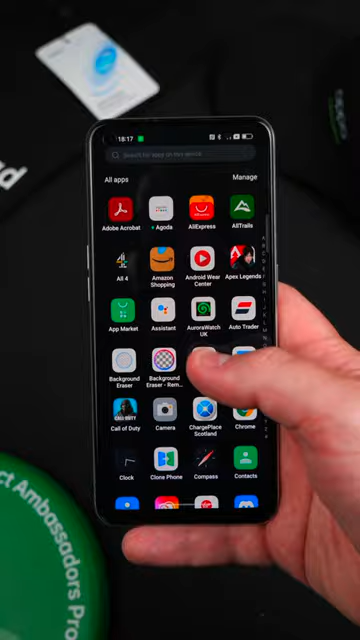 18:17
Search for apps on this device
All apps Manage
Adobe Acrobat Agoda AliExpress AllTrails
All 4 Amazon Shopping Android Wear Center Apex Legends
App Market Assistant AuroraWatch UK Auto Trader
Background Eraser Background Eraser - Rem...
Call of Duty Camera ChargePlace Scotland Chrome
Clock Clone Phone Compass Contacts
ct Ambassadors Pro
oppo